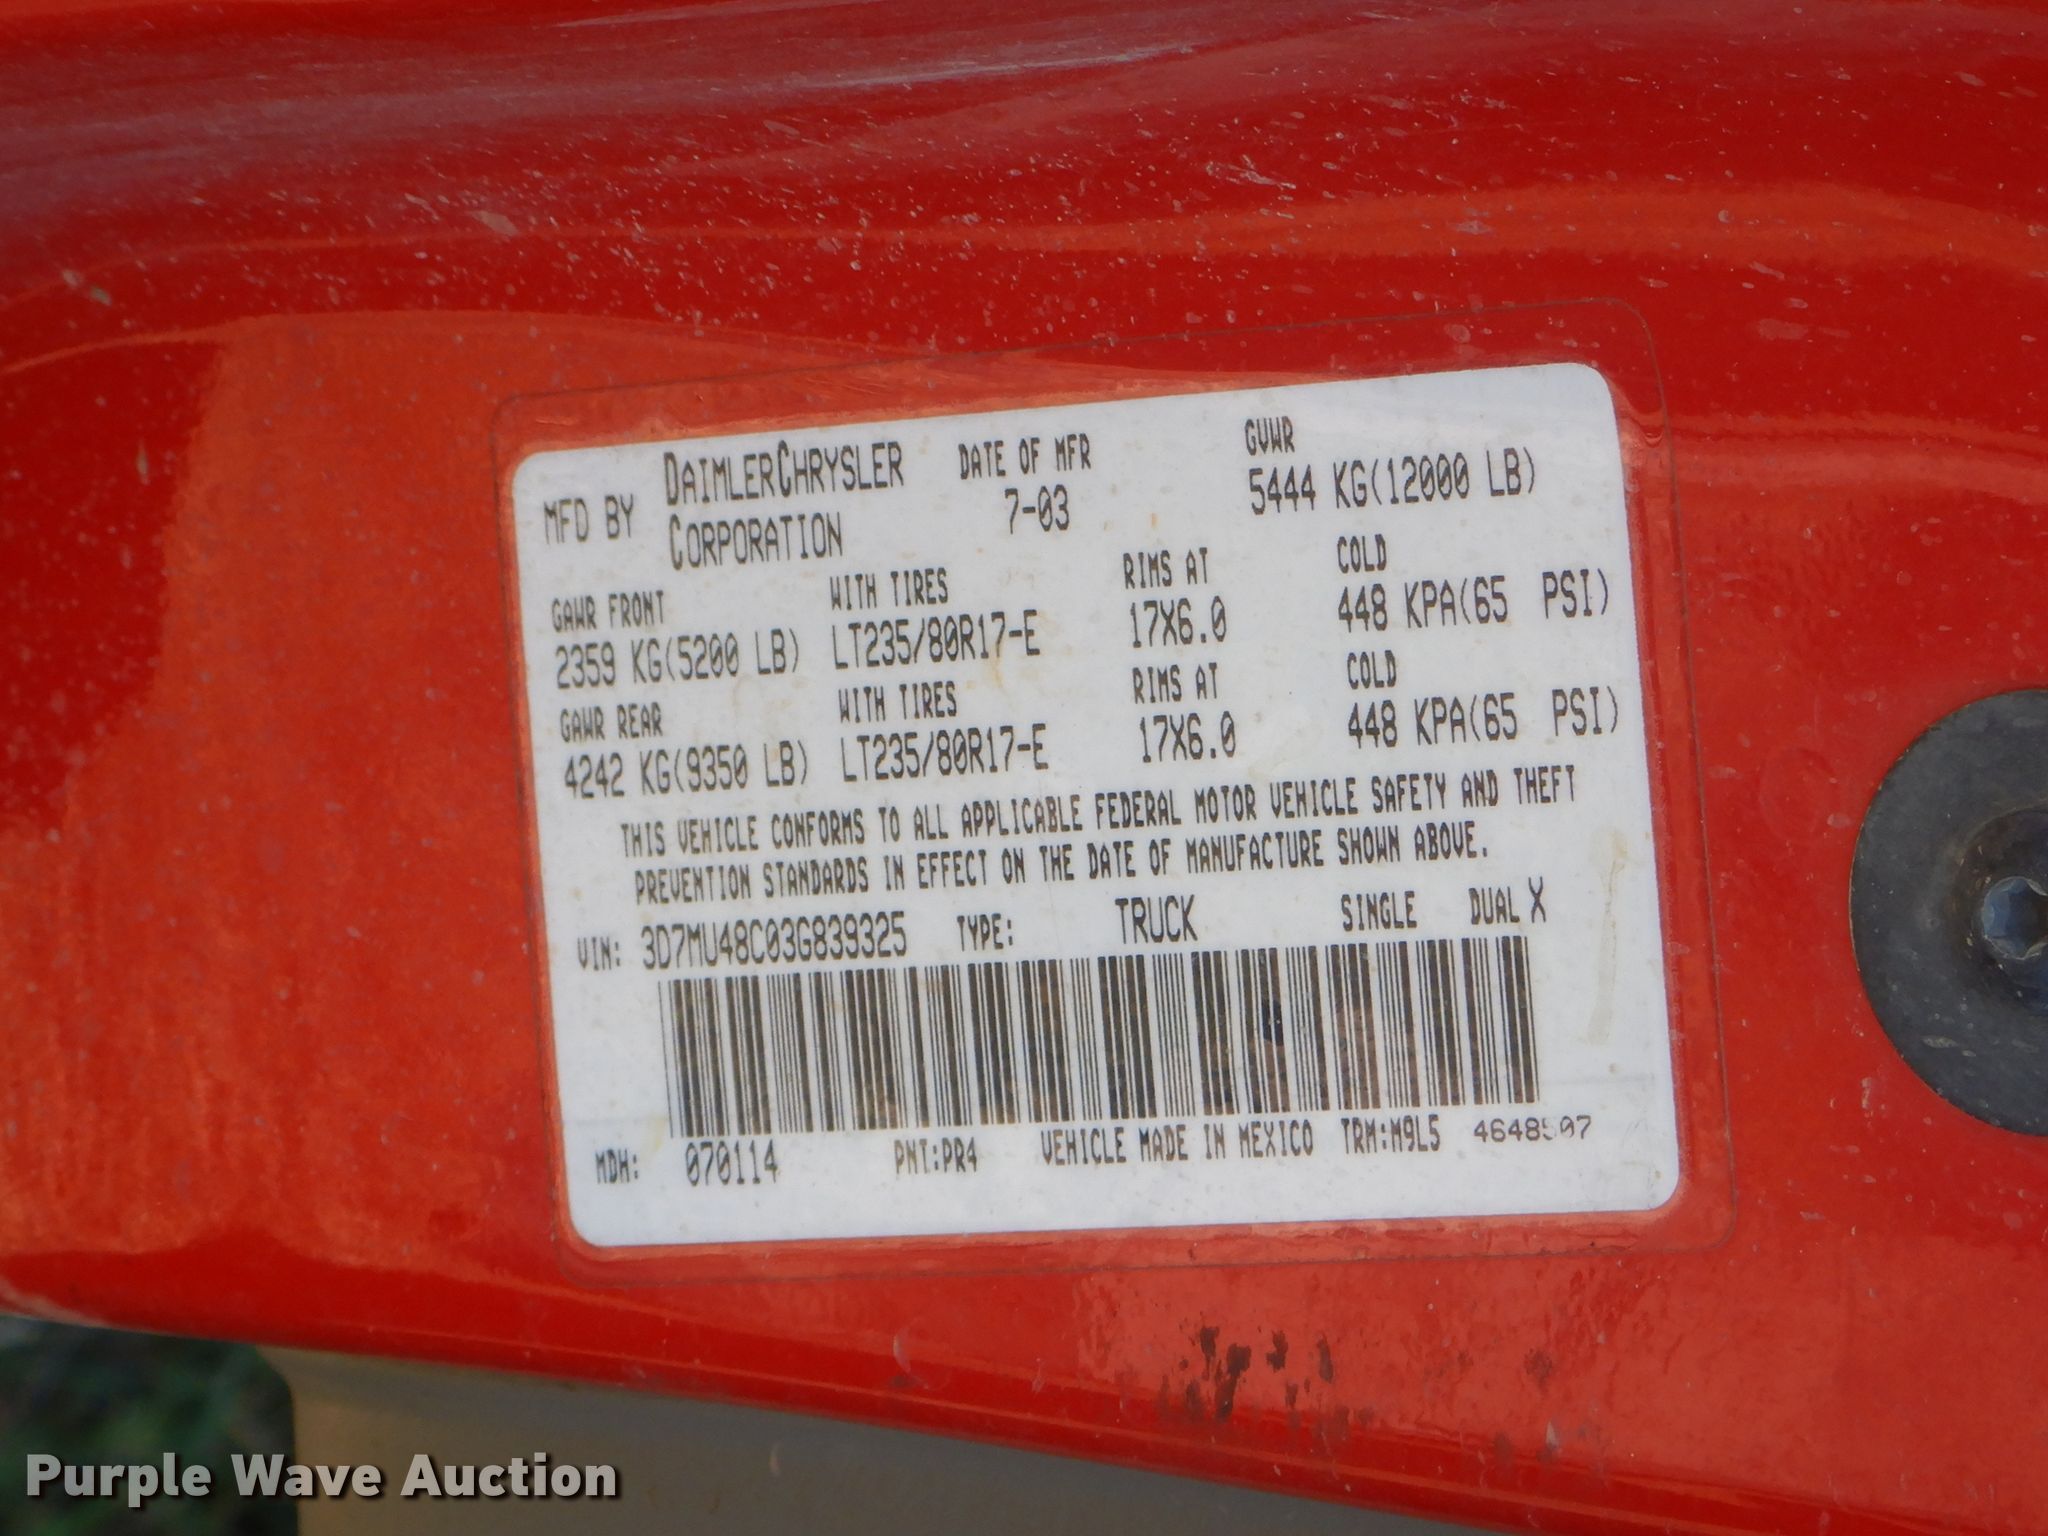 MFD BY DAIMLERCHRYSLER CORPORATION DATE OF MFR 7-03 GVWR 5444 KG(12000 LB)
GAWR FRONT WITH TIRES RIMS AT COLD
2359 KG(5200 LB) LT235/80R17-E 17X6.0 448 KPA(65 PSI)
GAWR REAR WITH TIRES RIMS AT COLD
4242 KG(9350 LB) LT235/80R17-E 17X6.0 448 KPA(65 PSI)
THIS VEHICLE CONFORMS TO ALL APPLICABLE FEDERAL MOTOR VEHICLE SAFETY AND THEFT
PREVENTION STANDARDS IN EFFECT ON THE DATE OF MANUFACTURE SHOWN ABOVE.
VIN: 3D7MU48C03G839325 TYPE: TRUCK SINGLE DUAL X
MDH: 070114 PNT:PR4 VEHICLE MADE IN MEXICO TRM:M9L5 4648507
Purple Wave Auction